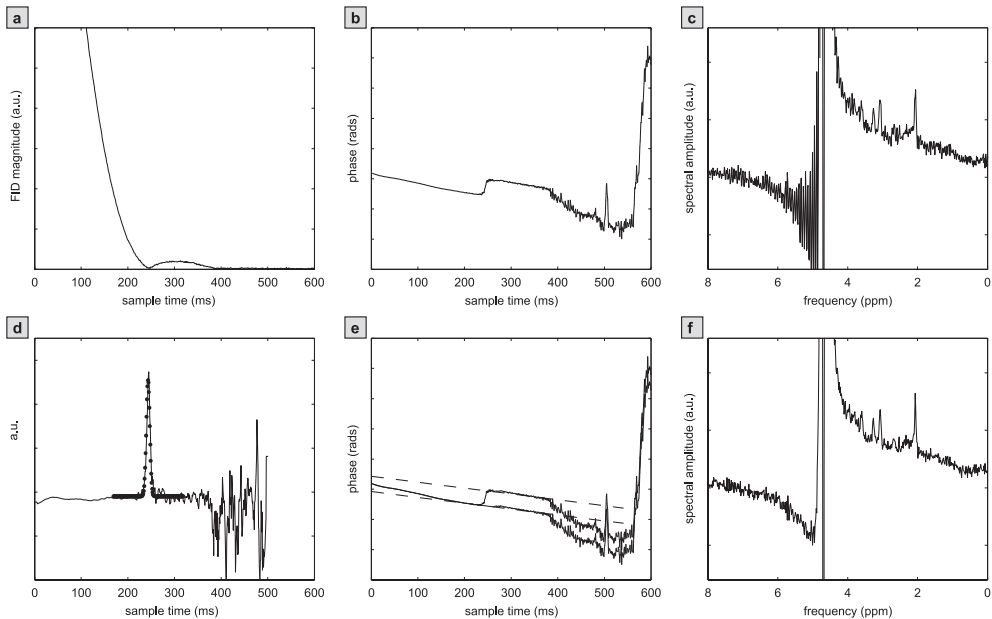 a
FID magnitude (a.u.)
0 100 200 300 400 500 600
sample time (ms)
b
phase (rads)
0 100 200 300 400 500 600
sample time (ms)
c
spectral amplitude (a.u.)
8 6 4 2 0
frequency (ppm)
d
a.u.
0 100 200 300 400 500 600
sample time (ms)
e
phase (rads)
0 100 200 300 400 500 600
sample time (ms)
f
spectral amplitude (a.u.)
8 6 4 2 0
frequency (ppm)